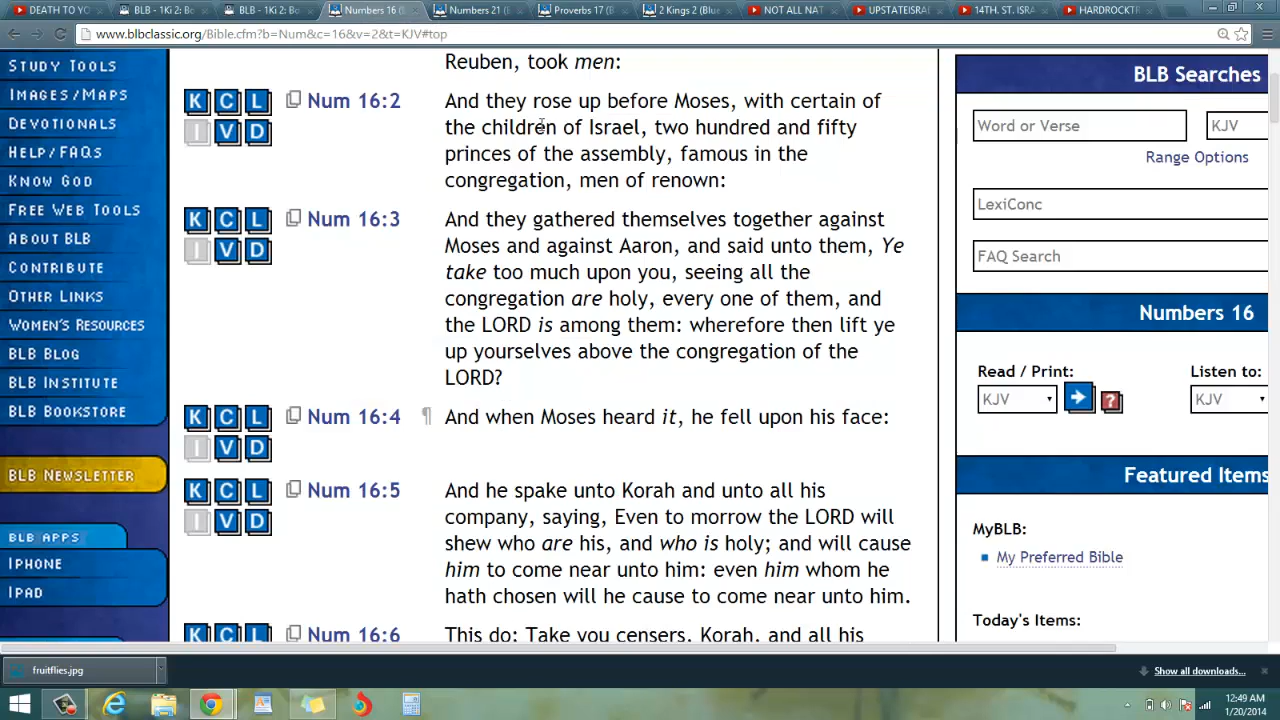 DEATH TO YO
BLB - 1Ki 2: Bo
BLB - 1Ki 2: Bo
Numbers 16 (
Numbers 21 (
Proverbs 17 (
2 Kings 2 (Blue
NOT ALL NAT
UPSTATEISRAE
14TH. ST. ISRA
HARDROCKTR
www.blbclassic.org/Bible.cfm?b=Num&c=16&v=2&t=KJV#top
STUDY TOOLS
IMAGES/MAPS
DEVOTIONALS
HELP/FAQS
KNOW GOD
FREE WEB TOOLS
ABOUT BLB
CONTRIBUTE
OTHER LINKS
WOMEN'S RESOURCES
BLB BLOG
BLB INSTITUTE
BLB BOOKSTORE
BLB NEWSLETTER
BLB APPS
IPHONE
IPAD
Reuben, took men:
K C L
I V D
Num 16:2
And they rose up before Moses, with certain of
the children of Israel, two hundred and fifty
princes of the assembly, famous in the
congregation, men of renown:
K C L
I V D
Num 16:3
And they gathered themselves together against
Moses and against Aaron, and said unto them, Ye
take too much upon you, seeing all the
congregation are holy, every one of them, and
the LORD is among them: wherefore then lift ye
up yourselves above the congregation of the
LORD?
K C L
I V D
Num 16:4
¶ And when Moses heard it, he fell upon his face:
K C L
I V D
Num 16:5
And he spake unto Korah and unto all his
company, saying, Even to morrow the LORD will
shew who are his, and who is holy; and will cause
him to come near unto him: even him whom he
hath chosen will he cause to come near unto him.
K C L
Num 16:6
This do: Take you censers, Korah, and all his
BLB Searches
Word or Verse
KJV
Range Options
LexiConc
FAQ Search
Numbers 16
Read / Print:
Listen to:
KJV
?
KJV
Featured Items
MyBLB:
My Preferred Bible
Today's Items:
fruitflies.jpg
Show all downloads...
12:49 AM
1/20/2014